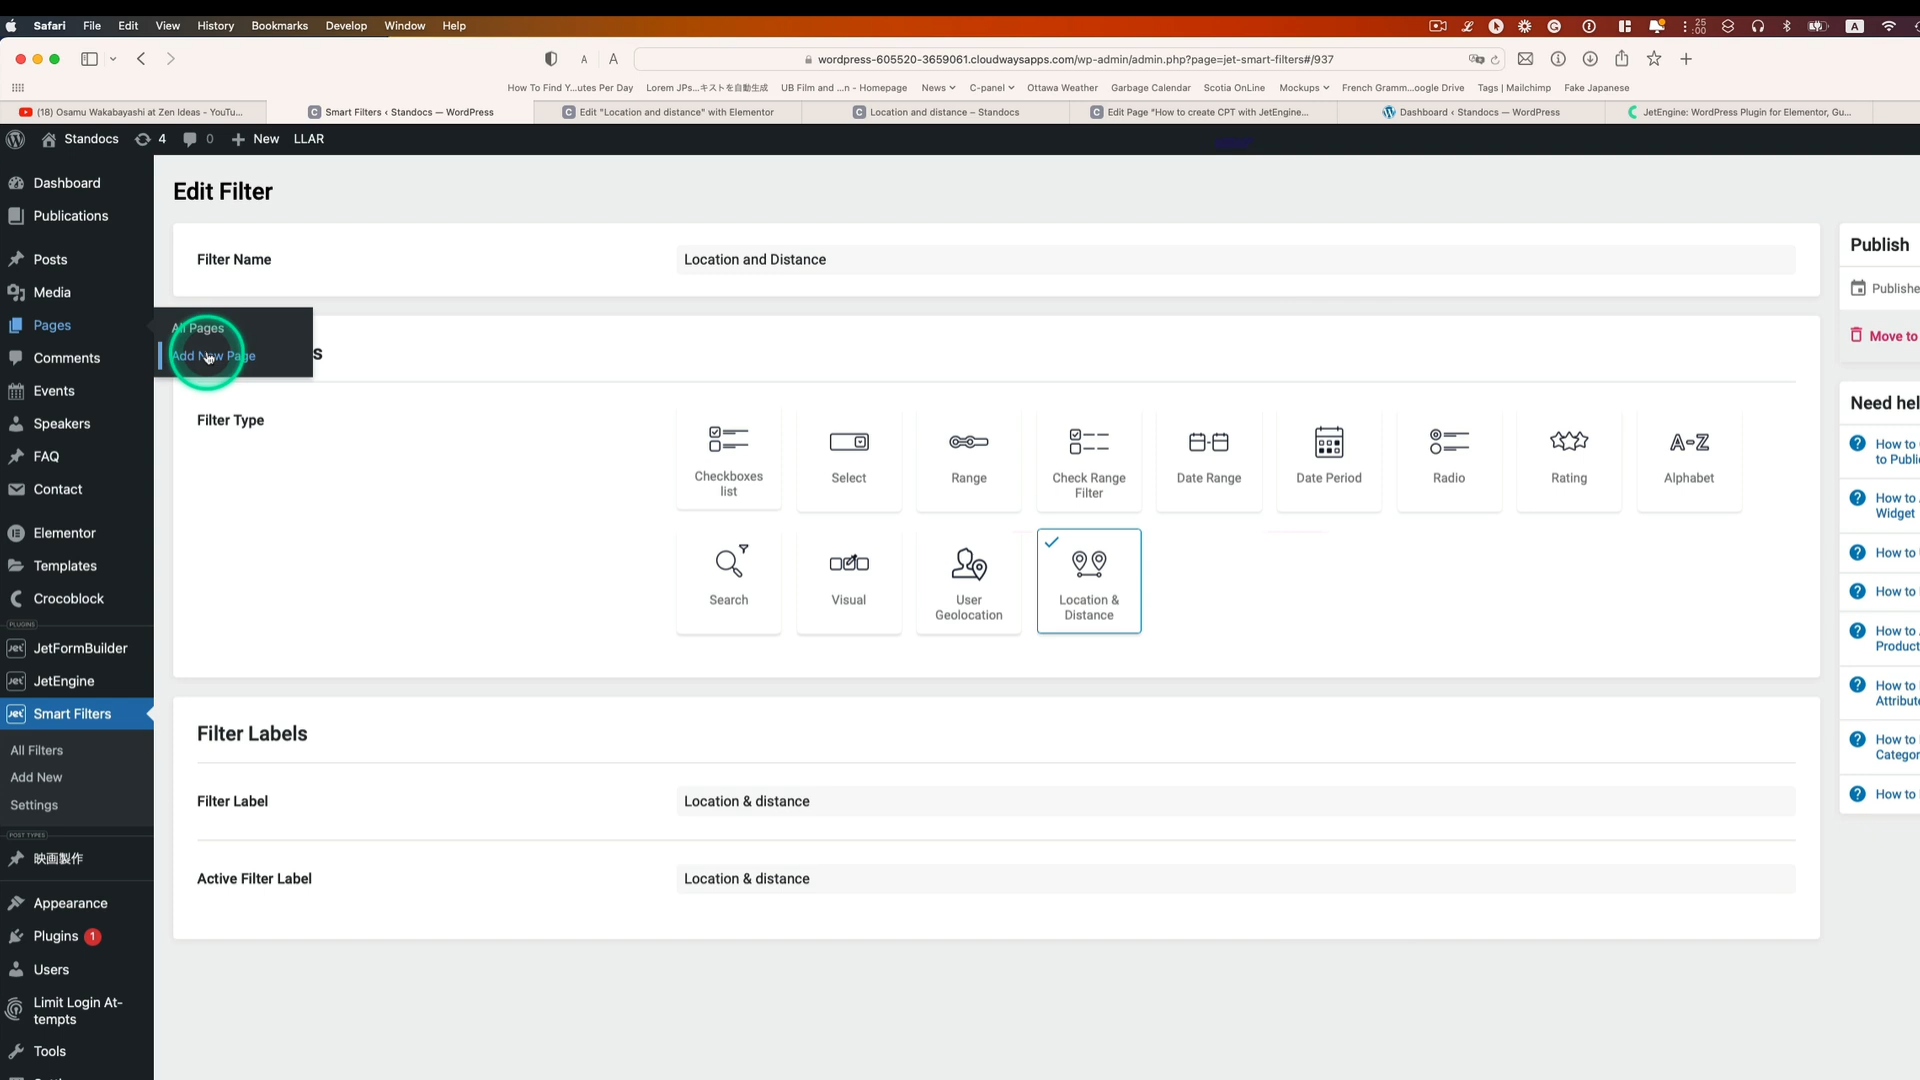 Safari File Edit View History Bookmarks Develop Window Help
25
:00
A
A A wordpress-605520-3659061.cloudwaysapps.com/wp-admin/admin.php?page=jet-smart-filters#/937
How To Find Y...utes Per Day Lorem JPs...キストを自動生成 UB Film and ...n - Homepage News C-panel Ottawa Weather Garbage Calendar Scotia OnLine Mockups French Gramm...oogle Drive Tags | Mailchimp Fake Japanese
(18) Osamu Wakabayashi at Zen Ideas - YouTu... Smart Filters ‹ Standocs — WordPress Edit "Location and distance" with Elementor Location and distance – Standocs Edit Page "How to create CPT with JetEngine... Dashboard ‹ Standocs — WordPress JetEngine: WordPress Plugin for Elementor, Gu...
Standocs 4 0 New LLAR
Dashboard
Publications
Posts
Media
Pages
Comments
Events
Speakers
FAQ
Contact
Elementor
Templates
Crocoblock
PLUGINS
JetFormBuilder
JetEngine
Smart Filters
All Filters
Add New
Settings
POST TYPES
映画製作
Appearance
Plugins 1
Users
Limit Login At-
tempts
Tools
All Pages
Add New Page
Edit Filter
Filter Name
Location and Distance
s
Filter Type
Checkboxes
list
Select
Range
Check Range
Filter
Date Range
Date Period
Radio
Rating
A-Z
Alphabet
Search
Visual
User
Geolocation
Location &
Distance
Filter Labels
Filter Label
Location & distance
Active Filter Label
Location & distance
Publish
Publishe
Move to
Need hel
How to
to Publi
How to
Widget
How to
How to
How to
Product
How to
Attribute
How to
Categor
How to